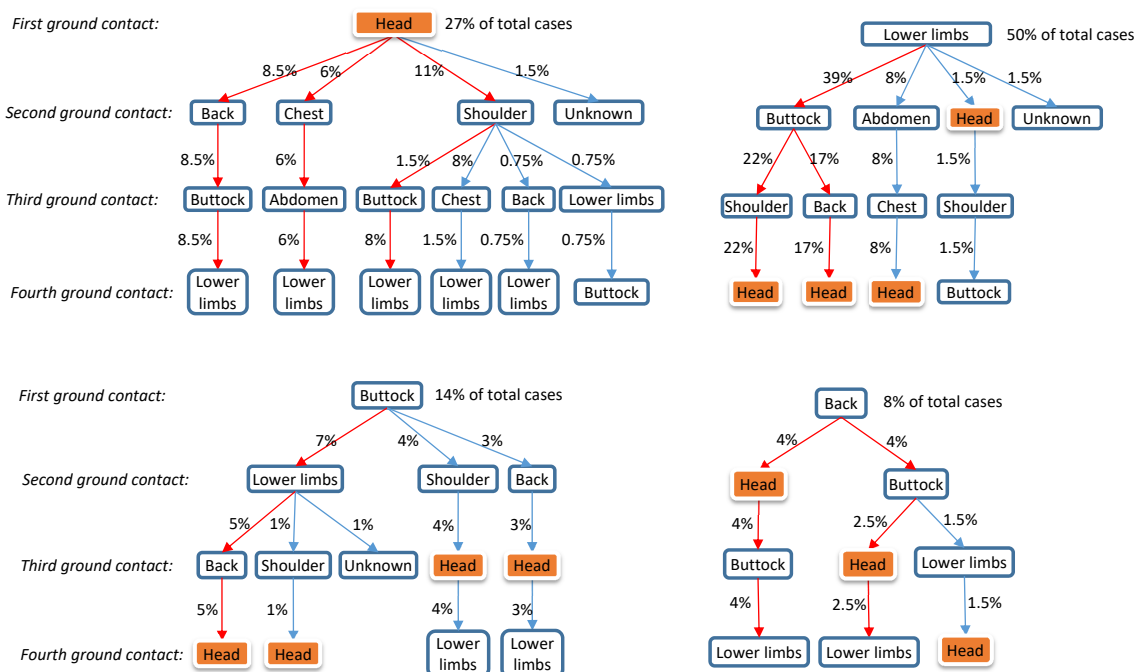 First ground contact:
Head
27% of total cases
8.5%
6%
11%
1.5%
Second ground contact:
Back
Chest
Shoulder
Unknown
8.5%
6%
1.5%
8%
0.75%
0.75%
Third ground contact:
Buttock
Abdomen
Buttock
Chest
Back
Lower limbs
8.5%
6%
8%
1.5%
0.75%
0.75%
Fourth ground contact:
Lower
limbs
Lower
limbs
Lower
limbs
Lower
limbs
Lower
limbs
Buttock
Lower limbs
50% of total cases
39%
8%
1.5%
1.5%
Buttock
Abdomen
Head
Unknown
22%
17%
8%
1.5%
Shoulder
Back
Chest
Shoulder
22%
17%
8%
1.5%
Head
Head
Head
Buttock
First ground contact:
Buttock
14% of total cases
7%
4%
3%
Second ground contact:
Lower limbs
Shoulder
Back
5%
1%
1%
4%
3%
Third ground contact:
Back
Shoulder
Unknown
Head
Head
5%
1%
4%
3%
Fourth ground contact:
Head
Head
Lower
limbs
Lower
limbs
Back
8% of total cases
4%
4%
Head
Buttock
4%
2.5%
1.5%
Buttock
Head
Lower limbs
4%
2.5%
1.5%
Lower limbs
Lower limbs
Head